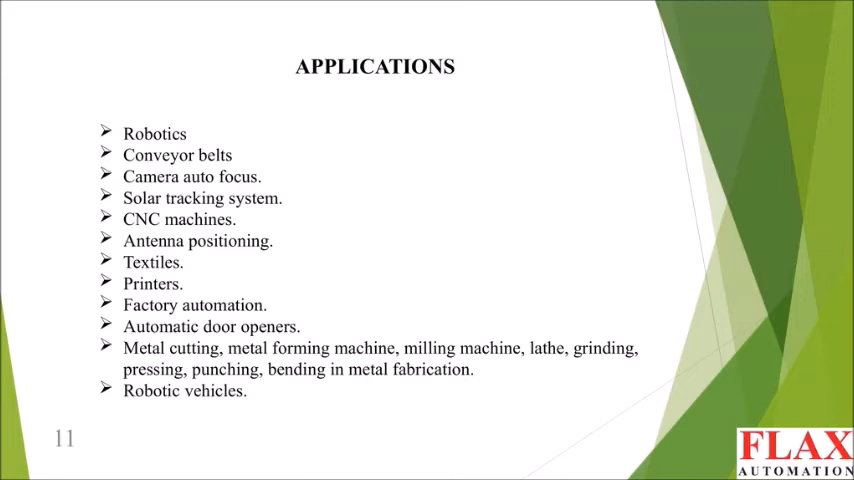 APPLICATIONS
➢ Robotics
➢ Conveyor belts
➢ Camera auto focus.
➢ Solar tracking system.
➢ CNC machines.
➢ Antenna positioning.
➢ Textiles.
➢ Printers.
➢ Factory automation.
➢ Automatic door openers.
➢ Metal cutting, metal forming machine, milling machine, lathe, grinding,
pressing, punching, bending in metal fabrication.
➢ Robotic vehicles.
11
FLAX
AUTOMATION